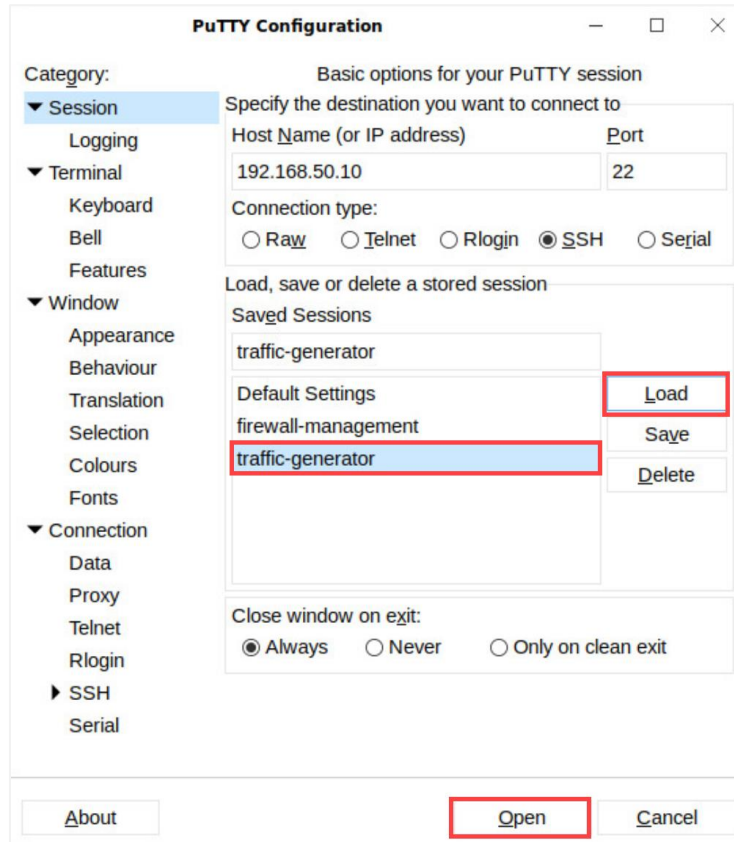 PuTTY Configuration
Category:
Session
Logging
Terminal
Keyboard
Bell
Features
Window
Appearance
Behaviour
Translation
Selection
Colours
Fonts
Connection
Data
Proxy
Telnet
Rlogin
SSH
Serial
Basic options for your PuTTY session
Specify the destination you want to connect to
Host Name (or IP address) Port
192.168.50.10 22
Connection type:
Raw Telnet Rlogin SSH Serial
Load, save or delete a stored session
Saved Sessions
traffic-generator
Default Settings
firewall-management
traffic-generator
Load
Save
Delete
Close window on exit:
Always Never Only on clean exit
About Open Cancel